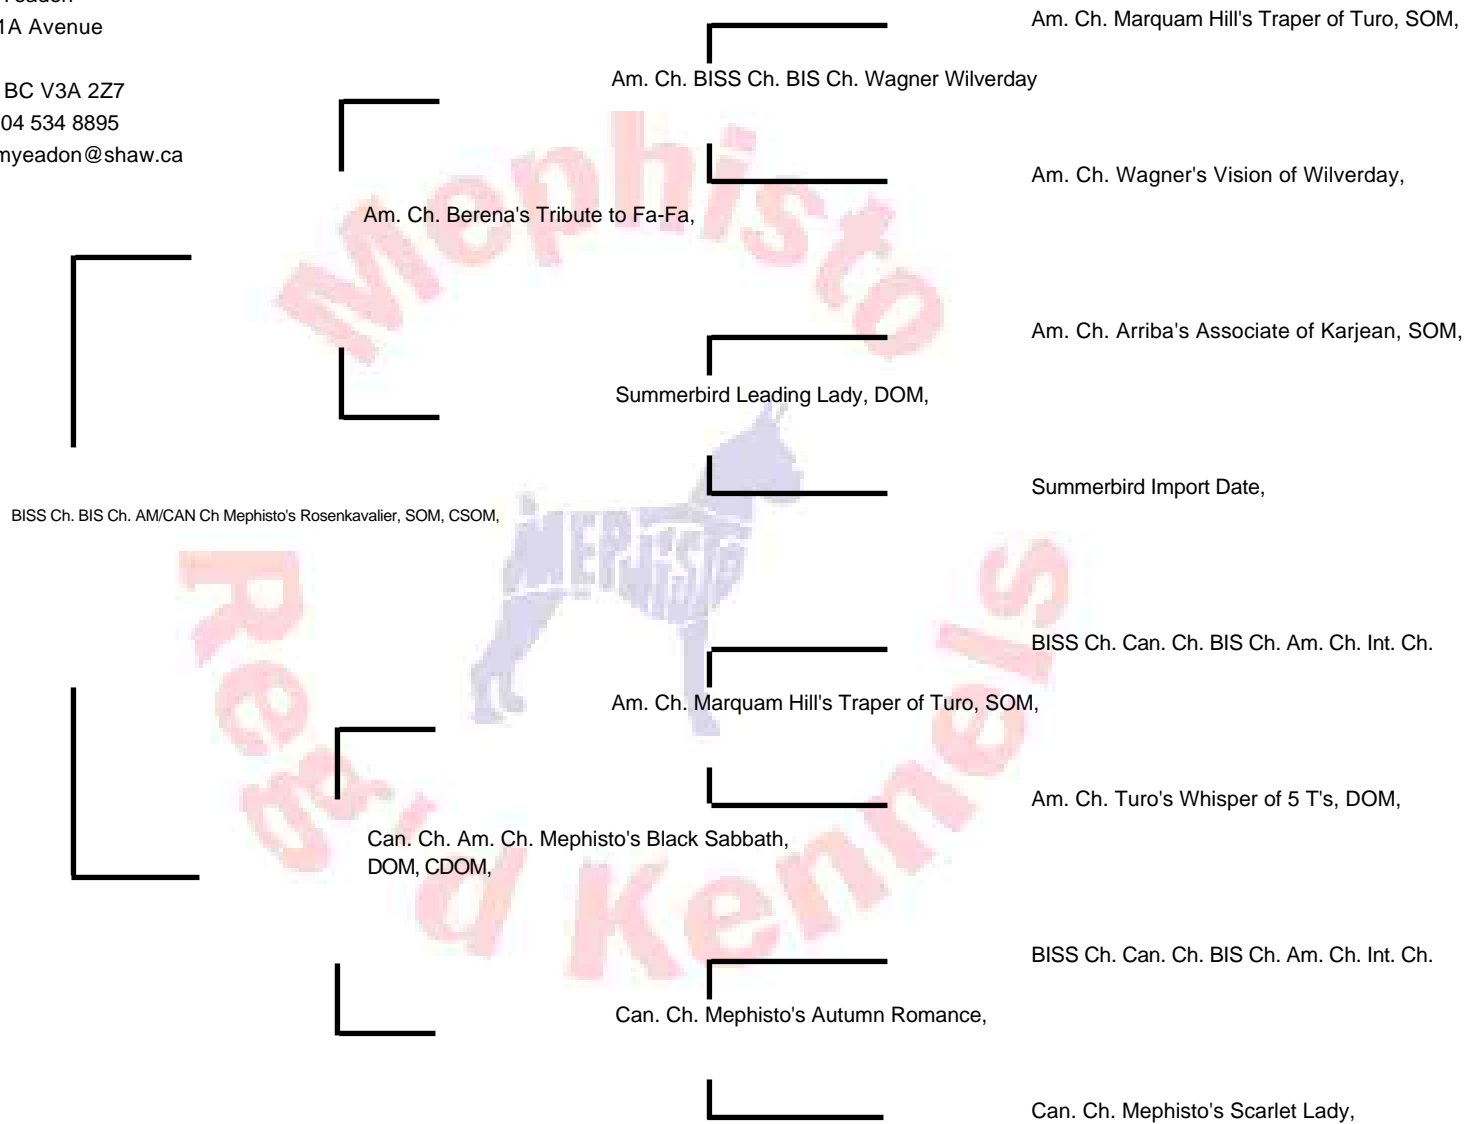 1A Avenue
BC V3A 2Z7
04 534 8895
myeadon@shaw.ca
Am. Ch. Marquam Hill's Traper of Turo, SOM,
Am. Ch. BISS Ch. BIS Ch. Wagner Wilverday
Am. Ch. Wagner's Vision of Wilverday,
Am. Ch. Berena's Tribute to Fa-Fa,
Am. Ch. Arriba's Associate of Karjean, SOM,
Summerbird Leading Lady, DOM,
Summerbird Import Date,
BISS Ch. BIS Ch. AM/CAN Ch Mephisto's Rosenkavalier, SOM, CSOM,
BISS Ch. Can. Ch. BIS Ch. Am. Ch. Int. Ch.
Am. Ch. Marquam Hill's Traper of Turo, SOM,
Am. Ch. Turo's Whisper of 5 T's, DOM,
Can. Ch. Am. Ch. Mephisto's Black Sabbath,
DOM, CDOM,
BISS Ch. Can. Ch. BIS Ch. Am. Ch. Int. Ch.
Can. Ch. Mephisto's Autumn Romance,
Can. Ch. Mephisto's Scarlet Lady,
Mephisto
MEPHISTO
Reg'd Kennels